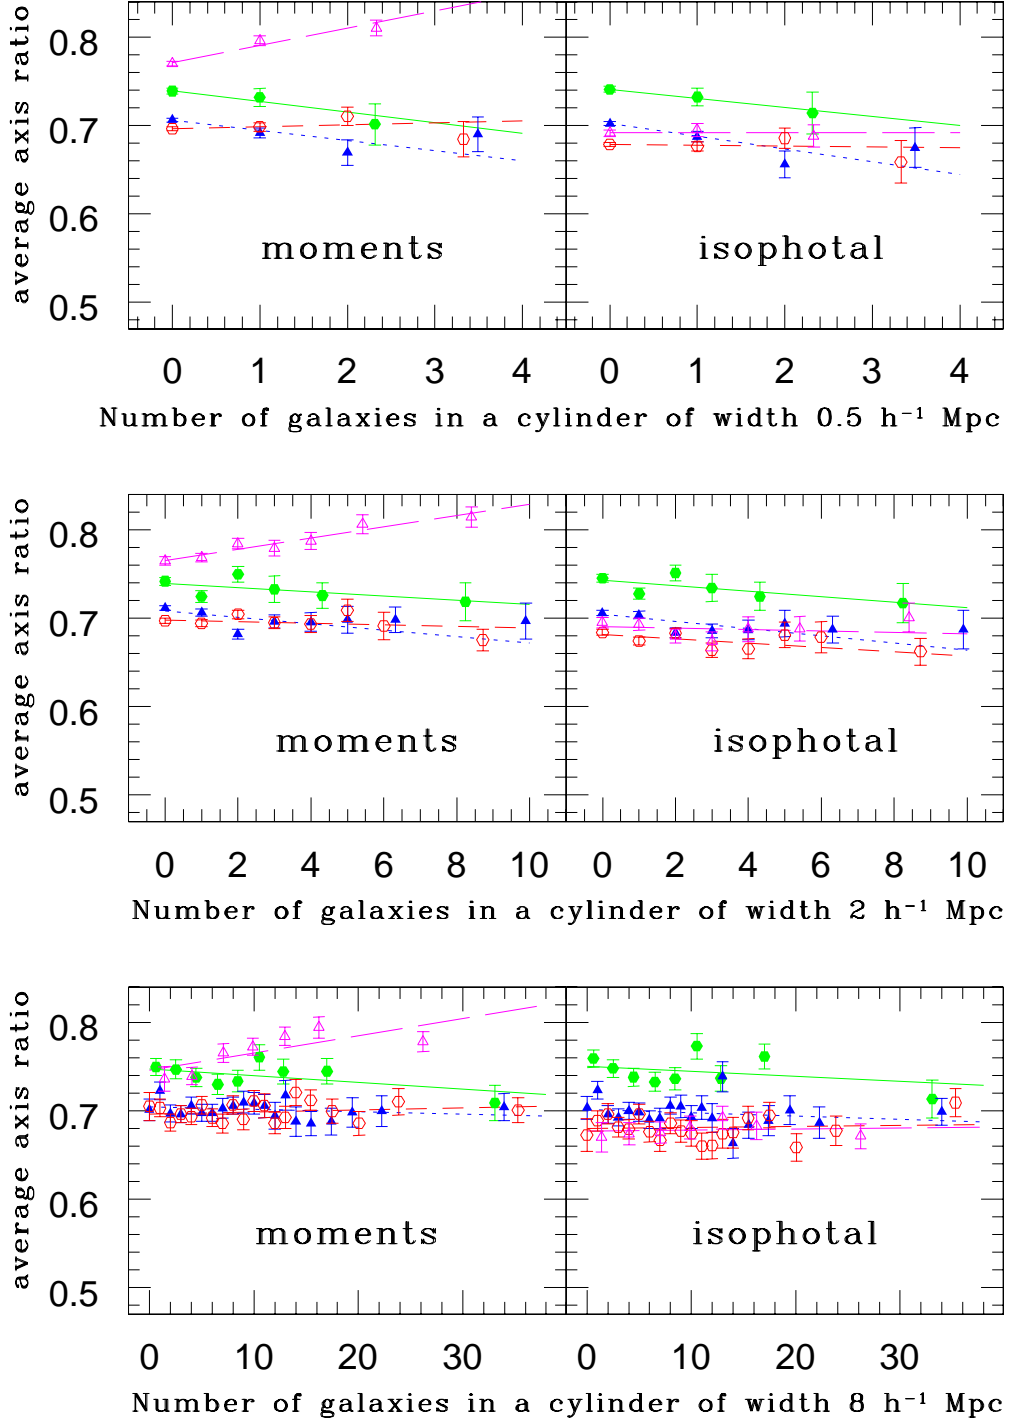 average axis ratio
0.8
0.7
0.6
0.5
moments
isophotal
0 1 2 3 4 0 1 2 3 4
Number of galaxies in a cylinder of width 0.5 h⁻¹ Mpc
average axis ratio
0.8
0.7
0.6
0.5
moments
isophotal
0 2 4 6 8 10 0 2 4 6 8 10
Number of galaxies in a cylinder of width 2 h⁻¹ Mpc
average axis ratio
0.8
0.7
0.6
0.5
moments
isophotal
0 10 20 30 0 10 20 30
Number of galaxies in a cylinder of width 8 h⁻¹ Mpc